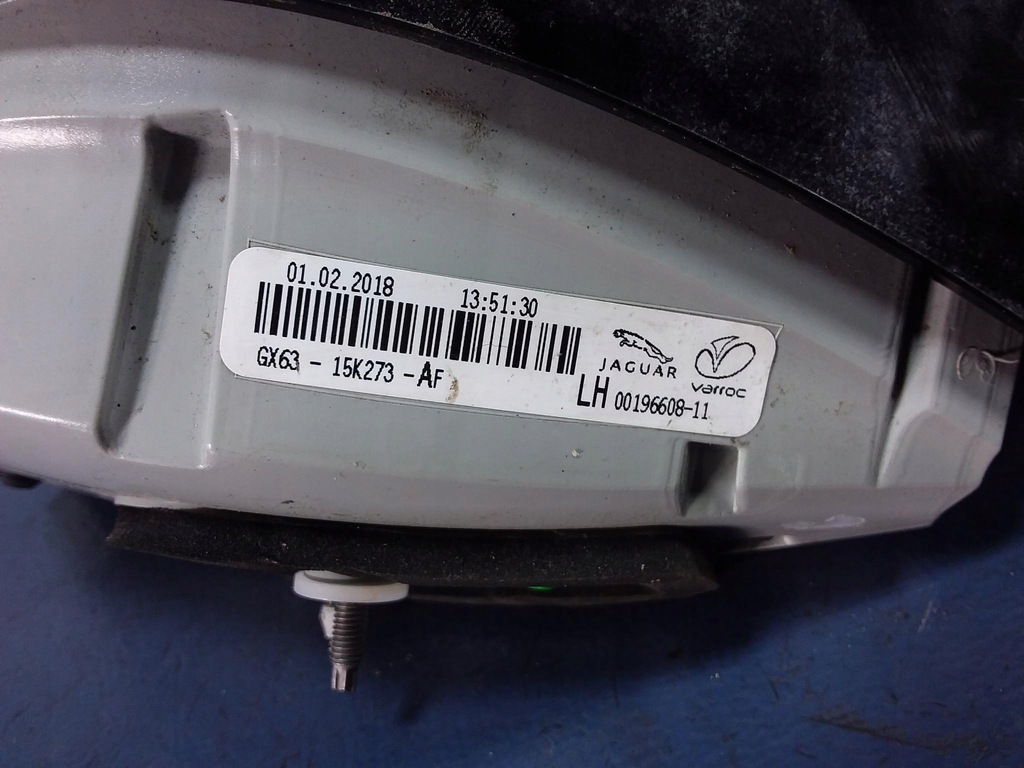 01.02.2018 13:51:30
GX63 - 15K273 -AF
JAGUAR
varroc
LH 00196608-11